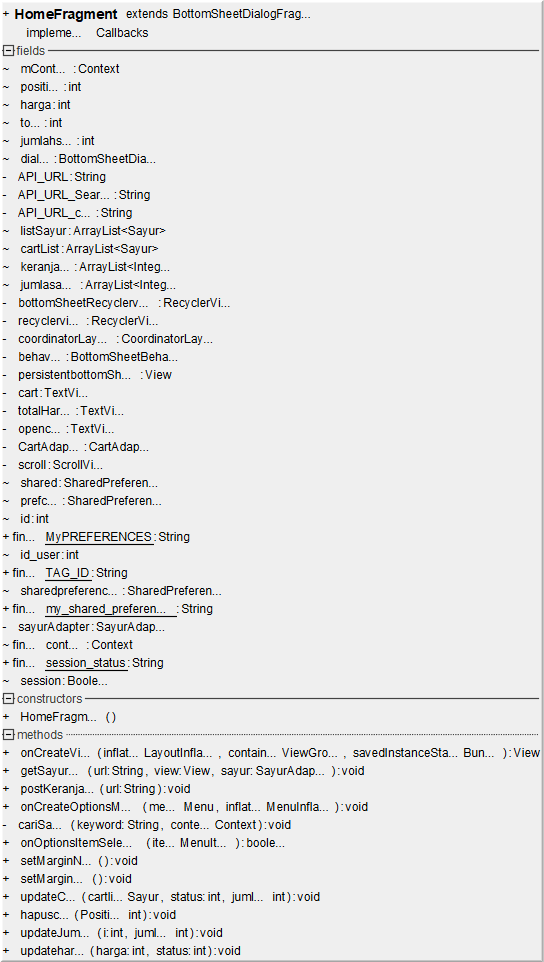 + HomeFragment extends BottomSheetDialogFrag...
impleme... Callbacks
fields
~ mCont... : Context
~ positi... : int
~ harga : int
~ to... : int
~ jumlahs... : int
~ dial... : BottomSheetDia...
- API_URL : String
- API_URL_Sear... : String
- API_URL_c... : String
~ listSayur : ArrayList<Sayur>
~ cartList : ArrayList<Sayur>
~ keranja... : ArrayList<Integ...
~ jumlasa... : ArrayList<Integ...
- bottomSheetRecyclerv... : RecyclerVi...
- recyclervi... : RecyclerVi...
- coordinatorLay... : CoordinatorLay...
- behav... : BottomSheetBeha...
- persistentbottomSh... : View
- cart : TextVi...
- totalHar... : TextVi...
- openc... : TextVi...
- CartAdap... : CartAdap...
- scroll : ScrollVi...
~ shared : SharedPreferen...
~ prefc... : SharedPreferen...
~ id : int
+ fin... MyPREFERENCES : String
~ id_user : int
+ fin... TAG_ID : String
~ sharedpreferenc... : SharedPreferen...
+ fin... my_shared_preferen... : String
- sayurAdapter : SayurAdap...
~ fin... cont... : Context
+ fin... session_status : String
~ session : Boole...
constructors
+ HomeFragm... ()
methods
+ onCreateVi... (inflat... LayoutInfla... , contain... ViewGro... , savedInstanceSta... Bun... ) : View
+ getSayur... (url : String , view : View , sayur : SayurAdap... ) : void
+ postKeranja... (url : String) : void
+ onCreateOptionsM... (me... Menu , inflat... MenuInfla... ) : void
- cariSa... (keyword : String , conte... Context) : void
+ onOptionsItemSele... (ite... MenuIt... ) : boole...
+ setMarginN... () : void
+ setMargin... () : void
+ updateC... (cartli... Sayur , status : int , juml... int) : void
+ hapusc... (Positi... int) : void
+ updateJum... (i : int , juml... int) : void
+ updatehar... (harga : int , status : int) : void